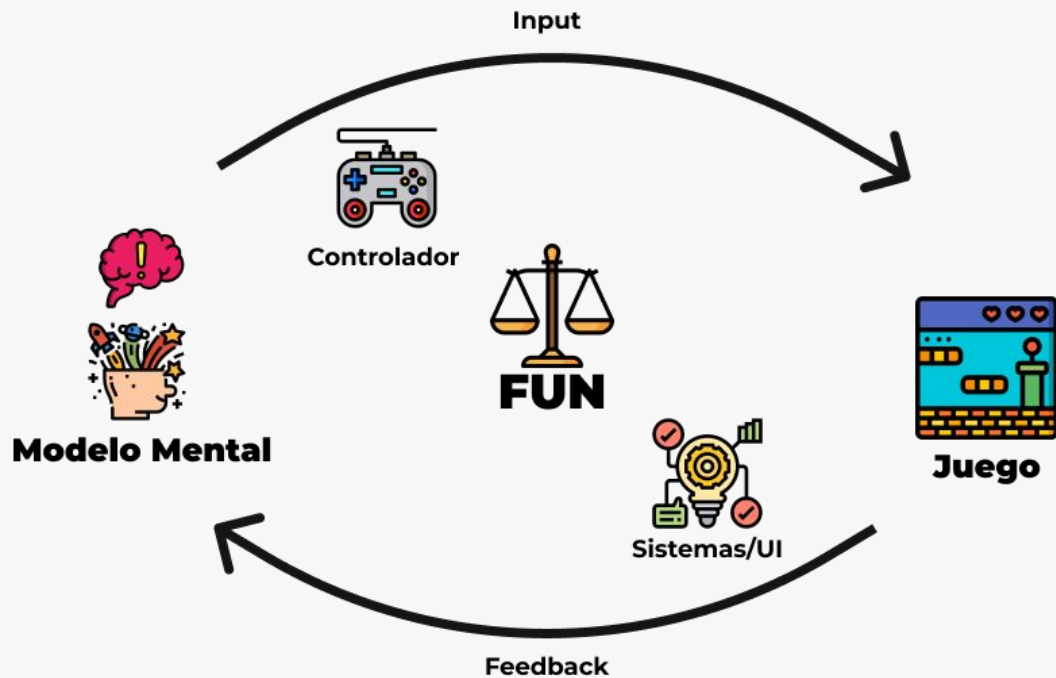 Input
Controlador
FUN
Modelo Mental
Juego
Sistemas/UI
Feedback